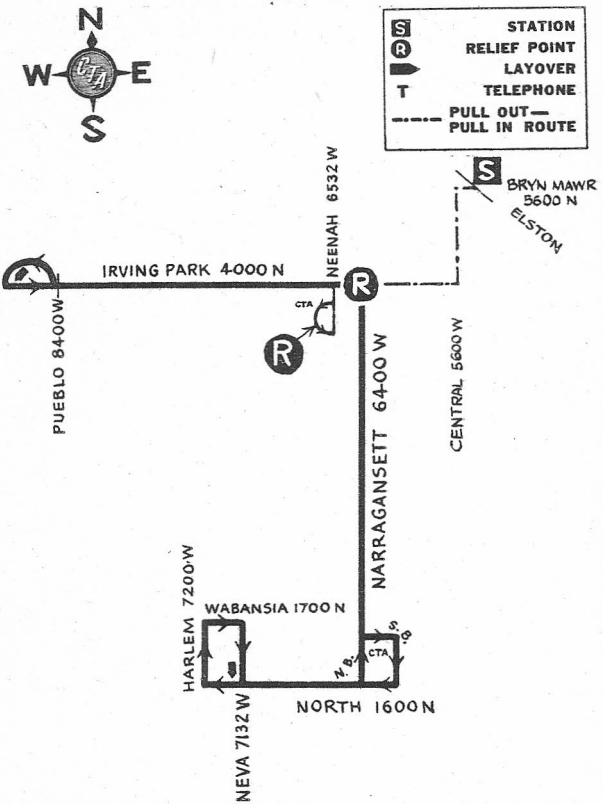 N
W CTA E
S
S STATION
R RELIEF POINT
LAYOVER
T TELEPHONE
PULL OUT—
PULL IN ROUTE
S
BRYN MAWR
5600 N
ELSTON
NEENAH 6532 W
IRVING PARK 4000 N
R
CTA
R
PUEBLO 8400 W
CENTRAL 5600 W
NARRAGANSETT 6400 W
HARLEM 7200 W
WABANSIA 1700 N
S.B.
N.B.
CTA
NORTH 1600 N
NEVA 7132 W